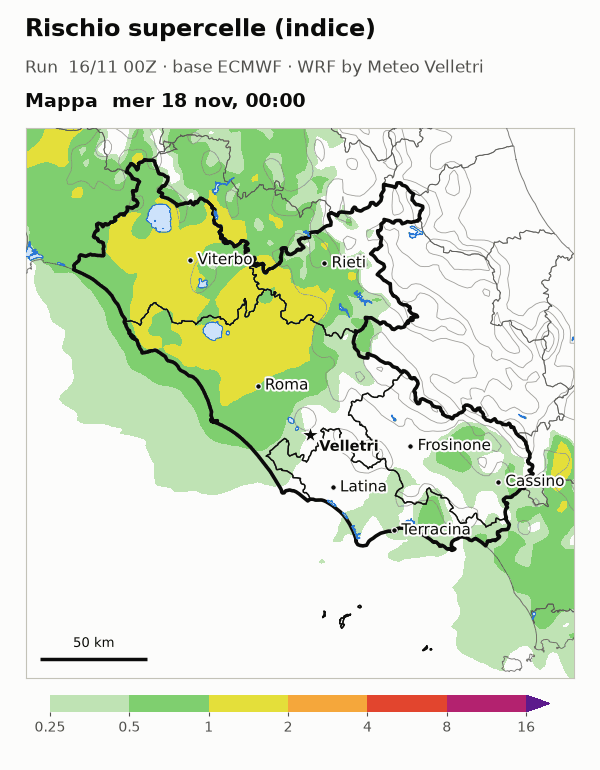 Rischio supercelle (indice)
Run  16/11 00Z · base ECMWF · WRF by Meteo Velletri
Mappa  mer 18 nov, 00:00
Viterbo
Rieti
Roma
Velletri
Frosinone
Cassino
Latina
Terracina
50 km
0.25 0.5 1 2 4 8 16